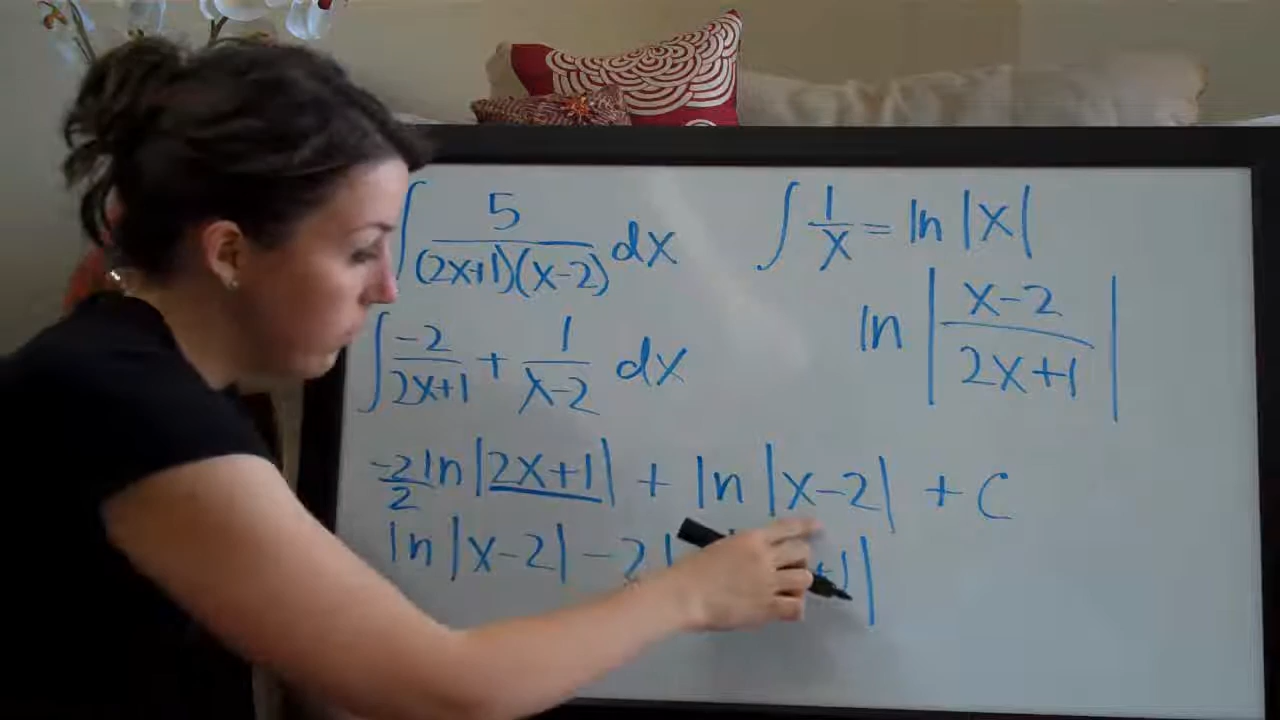 ∫ 5/((2x+1)(x-2)) dx
∫ 1/x = ln|x|
ln |(x-2)/(2x+1)|
∫ -2/(2x+1) + 1/(x-2) dx
-2/2 ln|2x+1| + ln|x-2| + C
ln|x-2| - 2 +1|